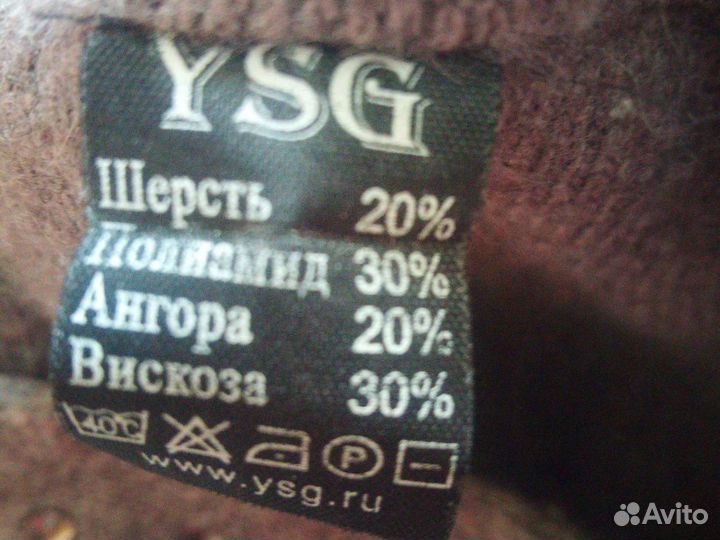 YSG
Шерсть 20%
Полиамид 30%
Ангора 20%
Вискоза 30%
40°C P
www.ysg.ru
Avito